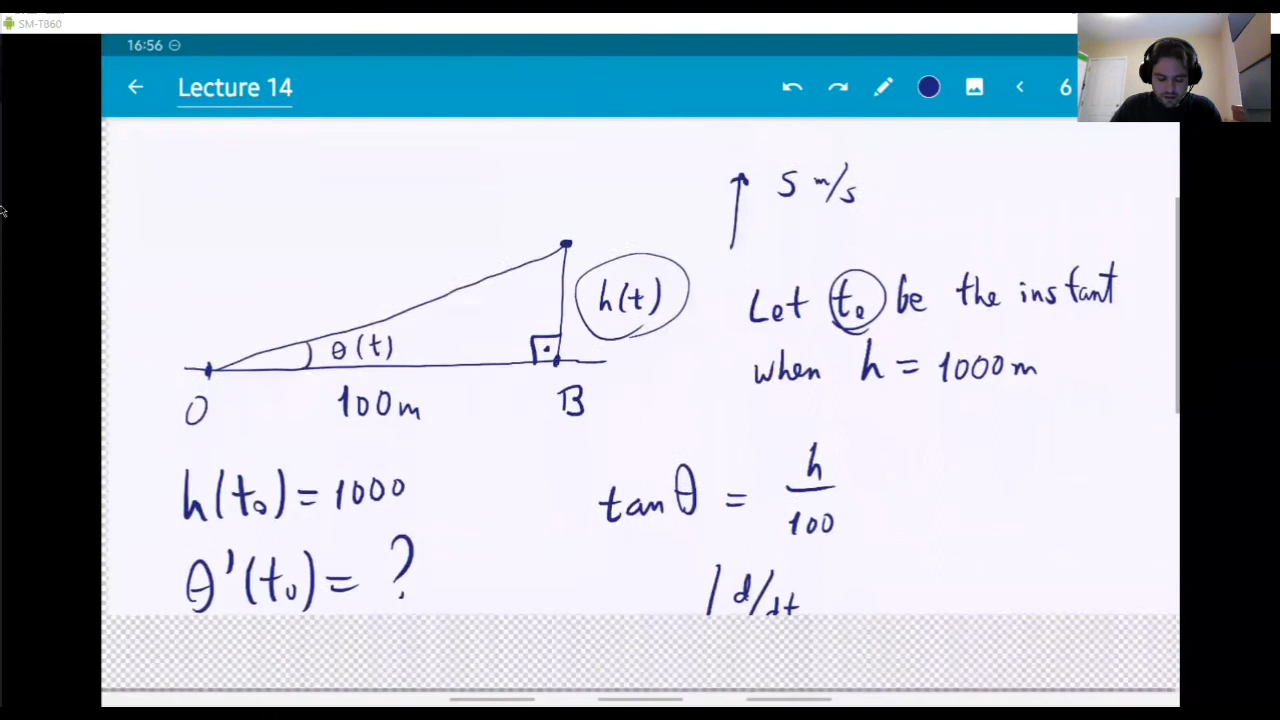 SM-T860
16:56
Lecture 14
6
5 m/s
h(t)
θ(t)
O
100m
B
Let t₀ be the instant
when h = 1000m
h(t₀) = 1000
tanθ = h/100
θ'(t₀) = ?
/ d/dt